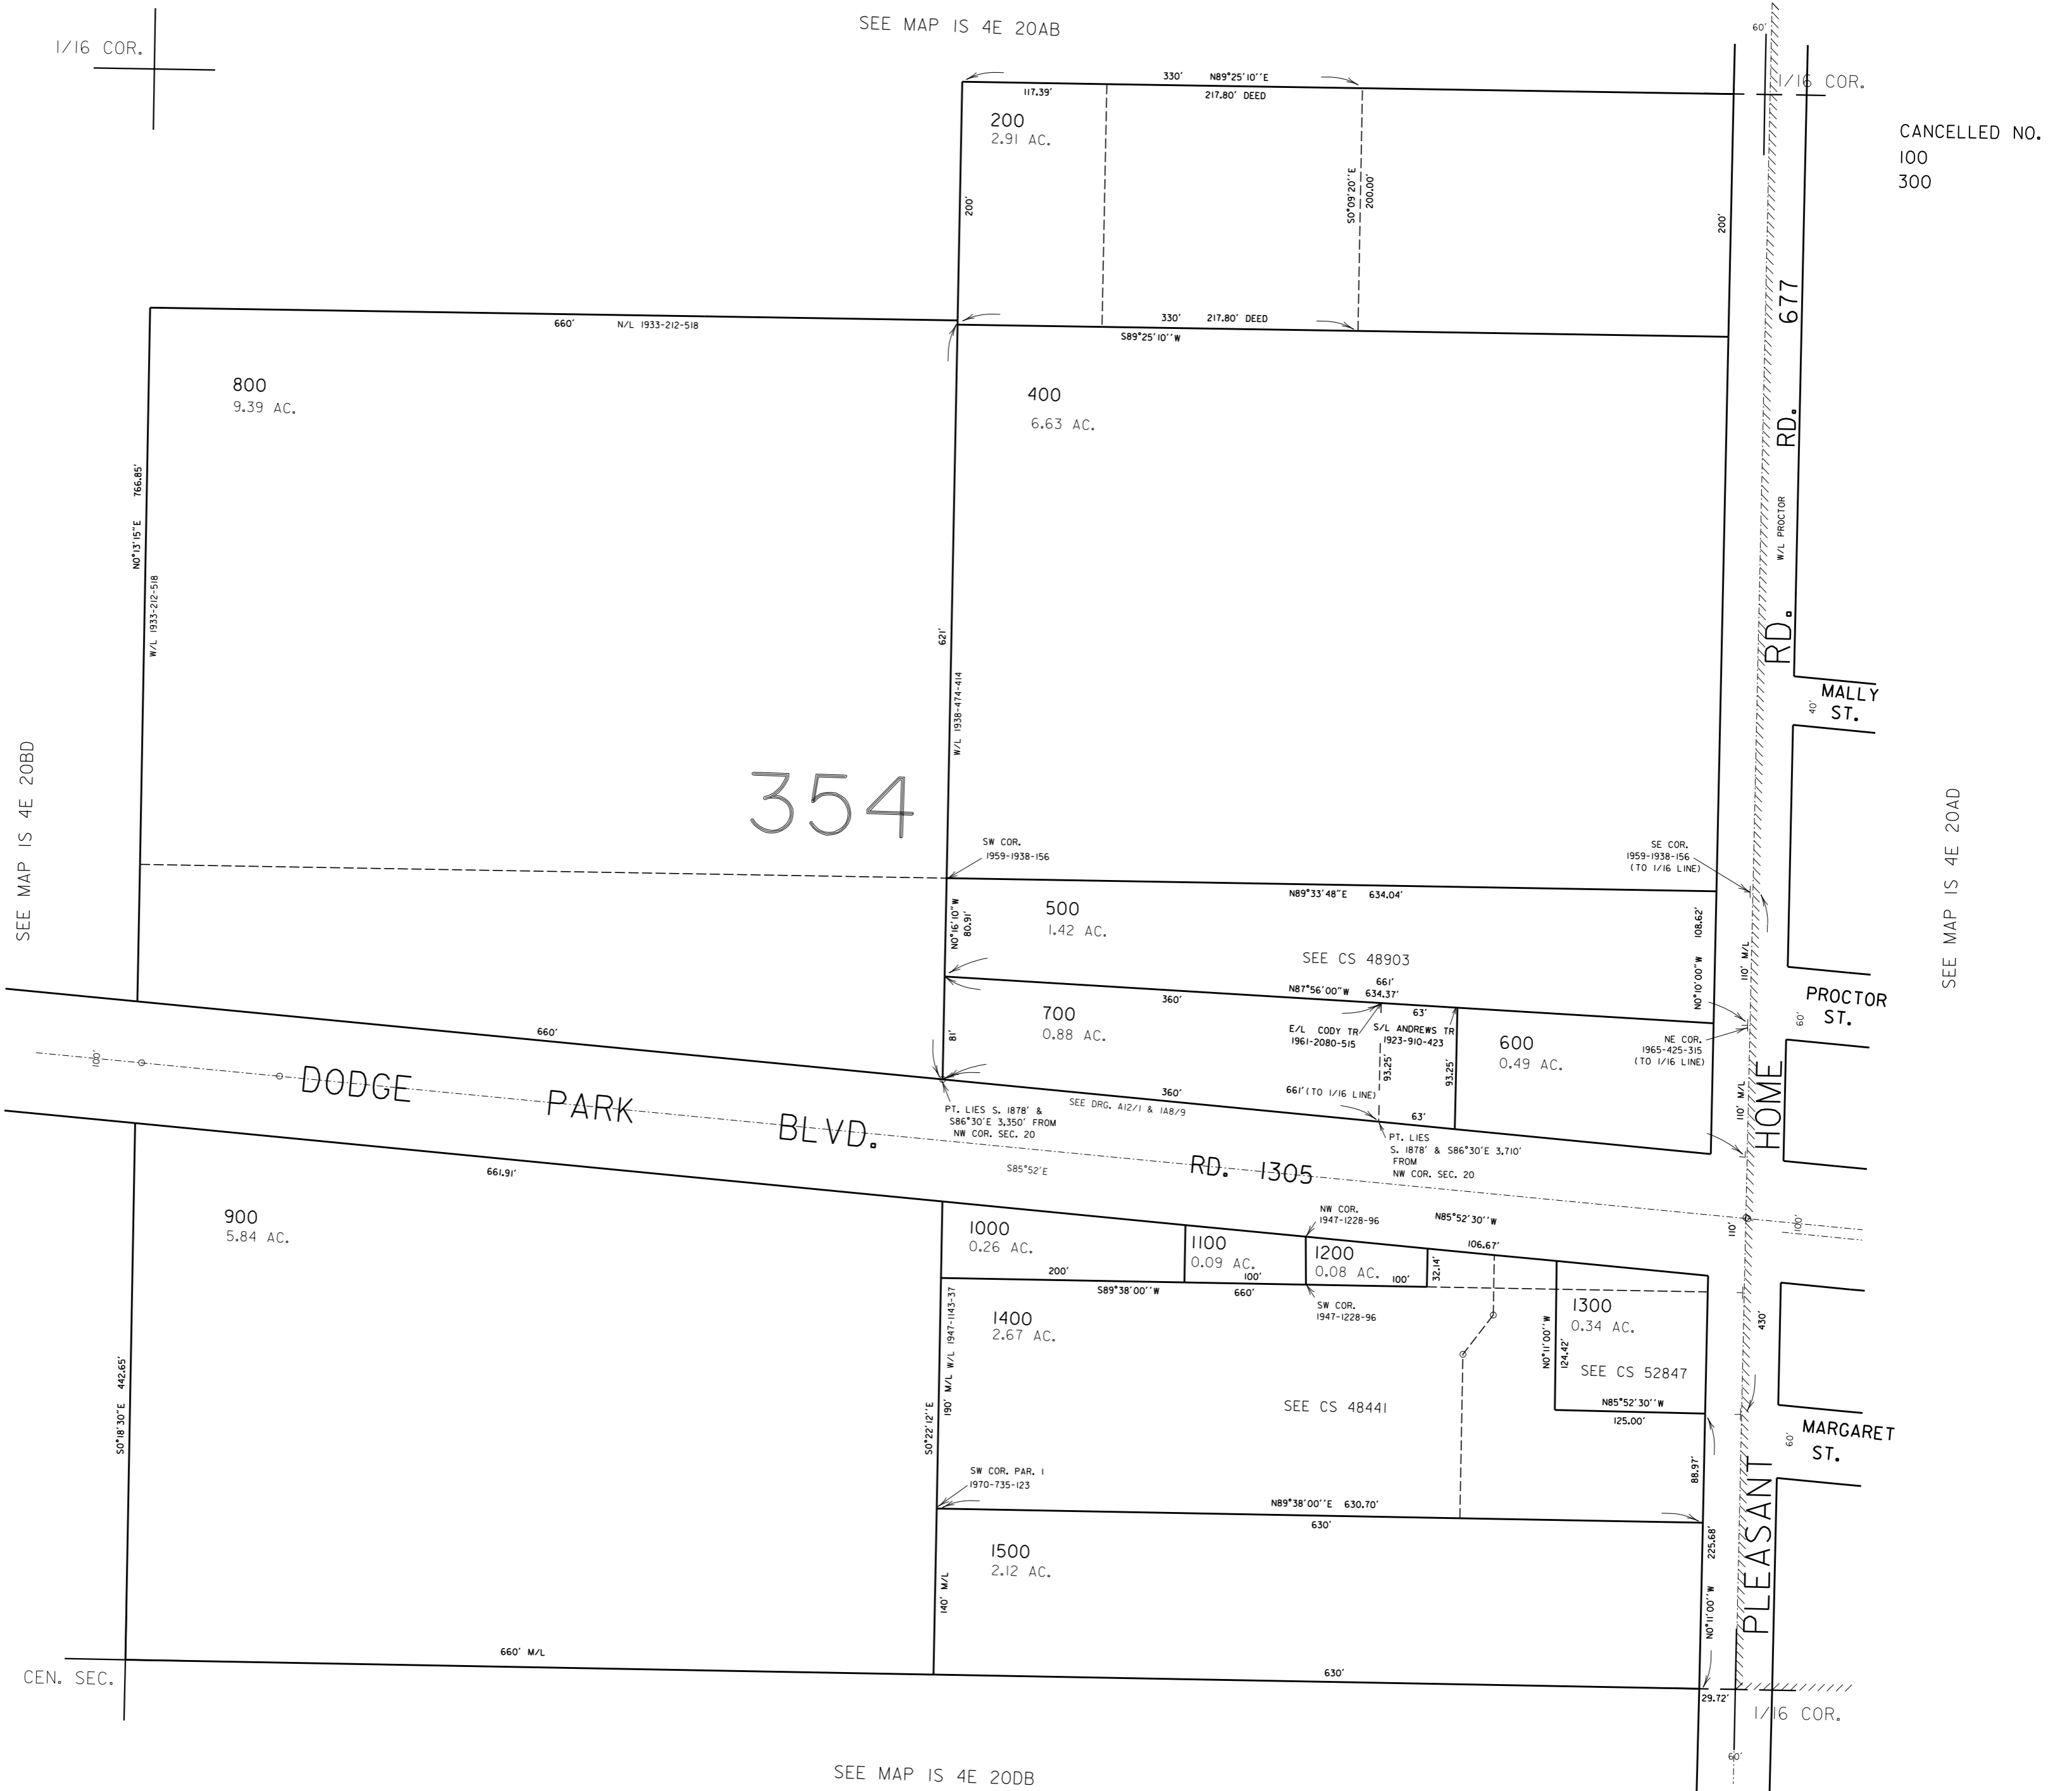 SEE MAP IS 4E 20AB
1/16 COR.
60'
1/16 COR.
CANCELLED NO.
100
300
330' N89°25'10''E
117.39'
217.80' DEED
200
2.91 AC.
200'
S0°09'20''E
200.00'
200'
660' N/L 1933-212-518
330' 217.80' DEED
S89°25'10''W
800
9.39 AC.
400
6.63 AC.
N0°13'15"E 766.85'
W/L 1933-212-518
621'
W/L 1938-474-414
354
RD. 677
W/L PROCTOR
RD.
MALLY
ST.
40'
SEE MAP IS 4E 20BD
SEE MAP IS 4E 20AD
SW COR.
1959-1938-156
SE COR.
1959-1938-156
(TO 1/16 LINE)
N89°33'48"E 634.04'
500
1.42 AC.
N0°16'10"W
80.91'
108.62'
N0°10'00"W
110' M/L
SEE CS 48903
661'
N87°56'00"W 634.37'
360'
63'
700
0.88 AC.
81'
E/L CODY TR
1961-2080-515
S/L ANDREWS TR
1923-910-423
93.25'
93.25'
600
0.49 AC.
NE COR.
1965-425-315
(TO 1/16 LINE)
PROCTOR
ST.
60'
110' M/L
HOME
660'
100'
DODGE PARK BLVD.
360'
SEE DRG. A12/1 & 1A8/9
661'(TO 1/16 LINE)
63'
PT. LIES S. 1878' &
S86°30'E 3,350' FROM
NW COR. SEC. 20
PT. LIES
S. 1878' & S86°30'E 3,710'
FROM
NW COR. SEC. 20
S85°52'E
RD. 1305
661.91'
900
5.84 AC.
1000
0.26 AC.
200'
1100
0.09 AC.
100'
NW COR.
1947-1228-96
1200
0.08 AC.
100'
N85°52'30''W
106.67'
32.14'
110'
100'
S89°38'00''W 660'
SW COR.
1947-1228-96
1300
0.34 AC.
N0°11'00''W
124.42'
SEE CS 52847
N85°52'30''W
125.00'
430'
1400
2.67 AC.
190' M/L W/L 1947-1143-37
S0°22'12''E
SEE CS 48441
S0°18'30"E 442.65'
MARGARET
ST.
60'
88.97'
SW COR. PAR. 1
1970-735-123
N89°38'00''E 630.70'
630'
1500
2.12 AC.
140' M/L
225.68'
N0°11'00''W
PLEASANT
660' M/L
630'
CEN. SEC.
29.72'
1/16 COR.
60'
SEE MAP IS 4E 20DB